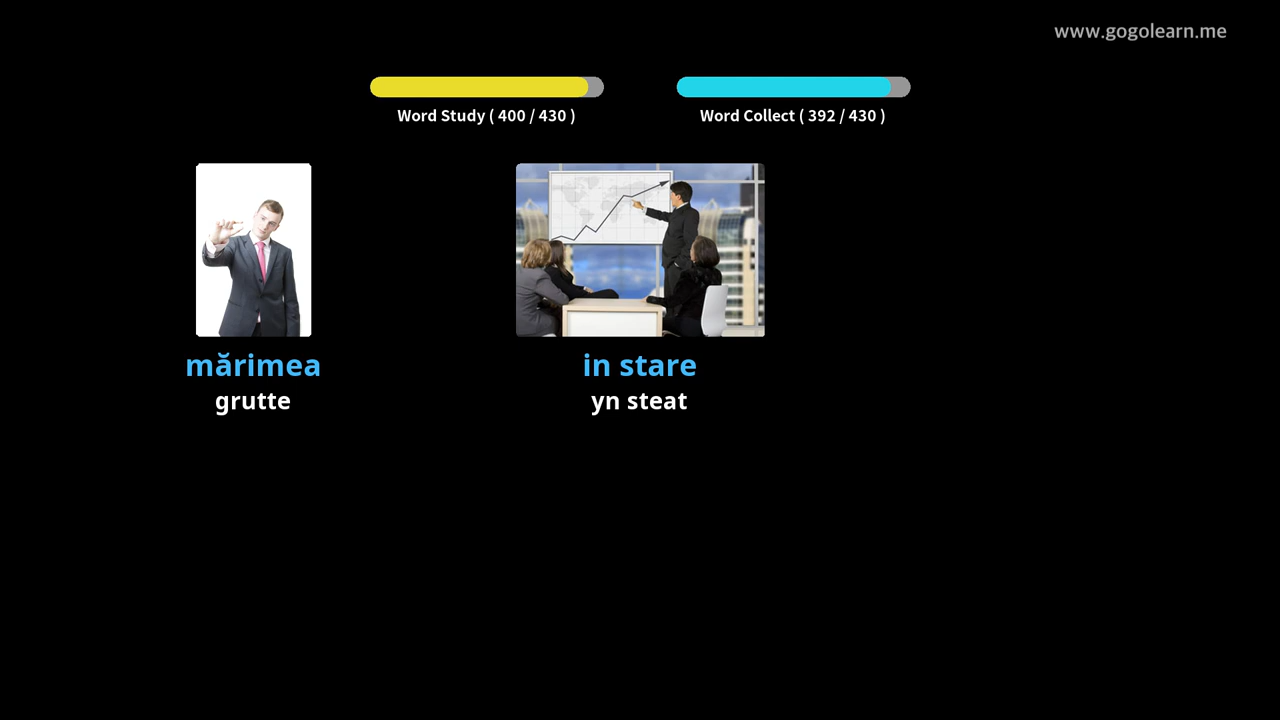 www.gogolearn.me
Word Study ( 400 / 430 )
Word Collect ( 392 / 430 )
mărimea
grutte
in stare
yn steat